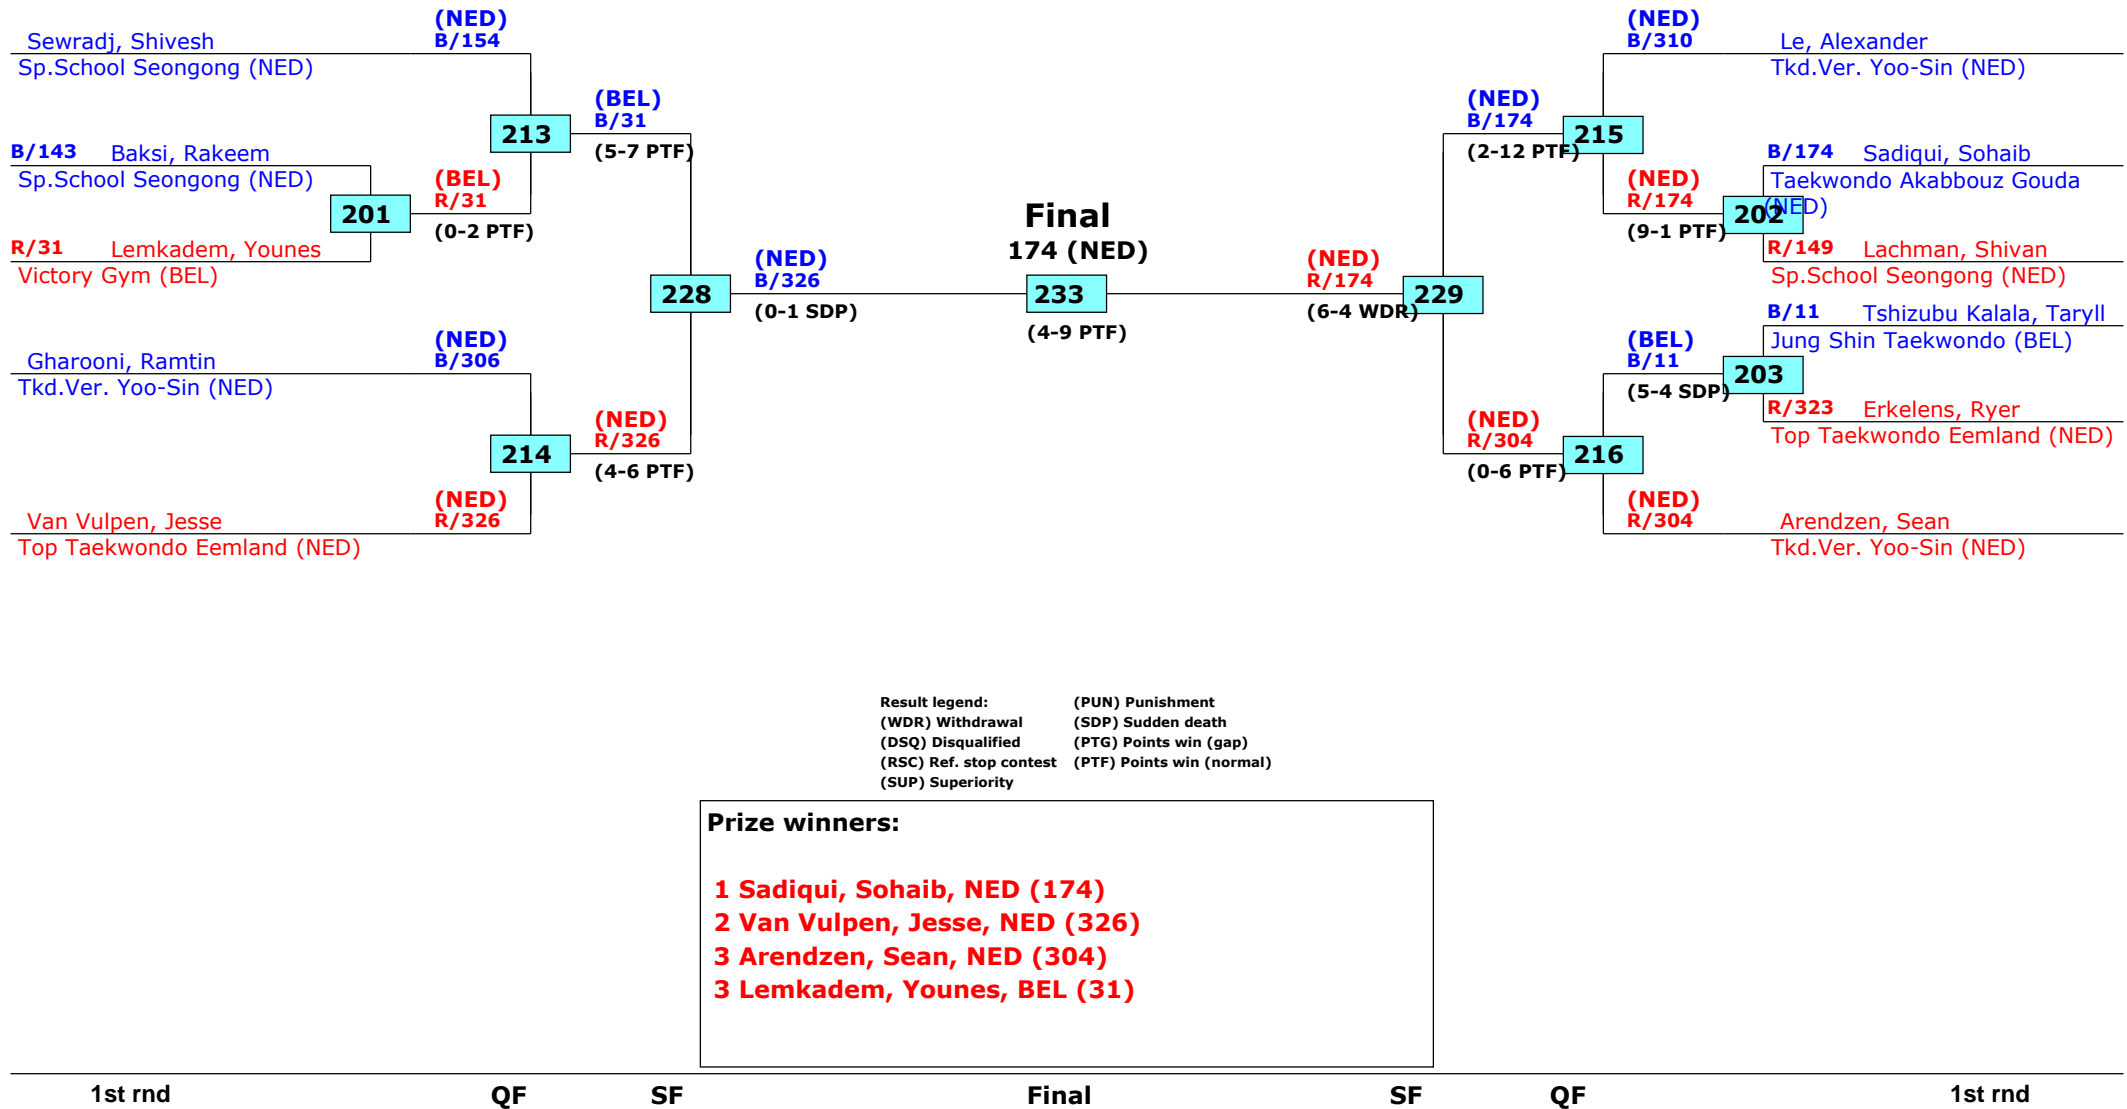 (NED)
Sewradj, Shivesh B/154
Sp.School Seongong (NED)
(BEL)
213 B/31
(5-7 PTF)
B/143 Baksi, Rakeem
Sp.School Seongong (NED)
(BEL)
201 R/31
(0-2 PTF)
R/31 Lemkadem, Younes
Victory Gym (BEL)
(NED)
228 B/326
(0-1 SDP)
(NED)
Gharooni, Ramtin B/306
Tkd.Ver. Yoo-Sin (NED)
(NED)
214 R/326
(4-6 PTF)
(NED)
Van Vulpen, Jesse R/326
Top Taekwondo Eemland (NED)
Final
174 (NED)
233
(4-9 PTF)
(NED)
B/310 Le, Alexander
Tkd.Ver. Yoo-Sin (NED)
(NED)
B/174 215
(2-12 PTF)
B/174 Sadiqui, Sohaib
Taekwondo Akabbouz Gouda
(NED)
(NED)
R/174 202
(9-1 PTF)
R/149 Lachman, Shivan
Sp.School Seongong (NED)
(NED)
R/174 229
(6-4 WDR)
B/11 Tshizubu Kalala, Taryll
Jung Shin Taekwondo (BEL)
(BEL)
B/11 203
(5-4 SDP)
R/323 Erkelens, Ryer
Top Taekwondo Eemland (NED)
(NED)
R/304 216
(0-6 PTF)
(NED)
R/304 Arendzen, Sean
Tkd.Ver. Yoo-Sin (NED)
Result legend: (PUN) Punishment
(WDR) Withdrawal (SDP) Sudden death
(DSQ) Disqualified (PTG) Points win (gap)
(RSC) Ref. stop contest (PTF) Points win (normal)
(SUP) Superiority
Prize winners:
1 Sadiqui, Sohaib, NED (174)
2 Van Vulpen, Jesse, NED (326)
3 Arendzen, Sean, NED (304)
3 Lemkadem, Younes, BEL (31)
1st rnd QF SF Final SF QF 1st rnd